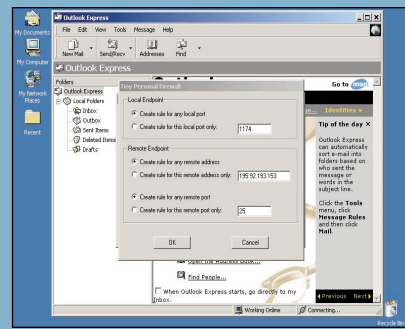 My Documents
My Computer
My Network
Places
Recent
Outlook Express
File Edit View Tools Message Help
New Mail Send/Recv Addresses Find
Outlook Express
Folders
Outlook Express
Local Folders
Inbox
Outbox
Sent Items
Deleted Items
Drafts
Go to msn
Identities
Tip of the day X
Outlook Express
can automatically
sort e-mail into
folders based on
who sent the
message or
words in the
subject line.
Click the Tools
menu, click
Message Rules
and then click
Mail.
Previous Next
Tiny Personal Firewall
Local Endpoint
Create rule for any local port
Create rule for this local port only: 1174
Remote Endpoint
Create rule for any remote address
Create rule for this remote address only: 195.92.193.153
Create rule for any remote port
Create rule for this remote port only: 25
OK Cancel
Open the Address Book...
Find People...
When Outlook Express starts, go directly to my
Inbox.
Working Online Connecting...
Recycle Bin